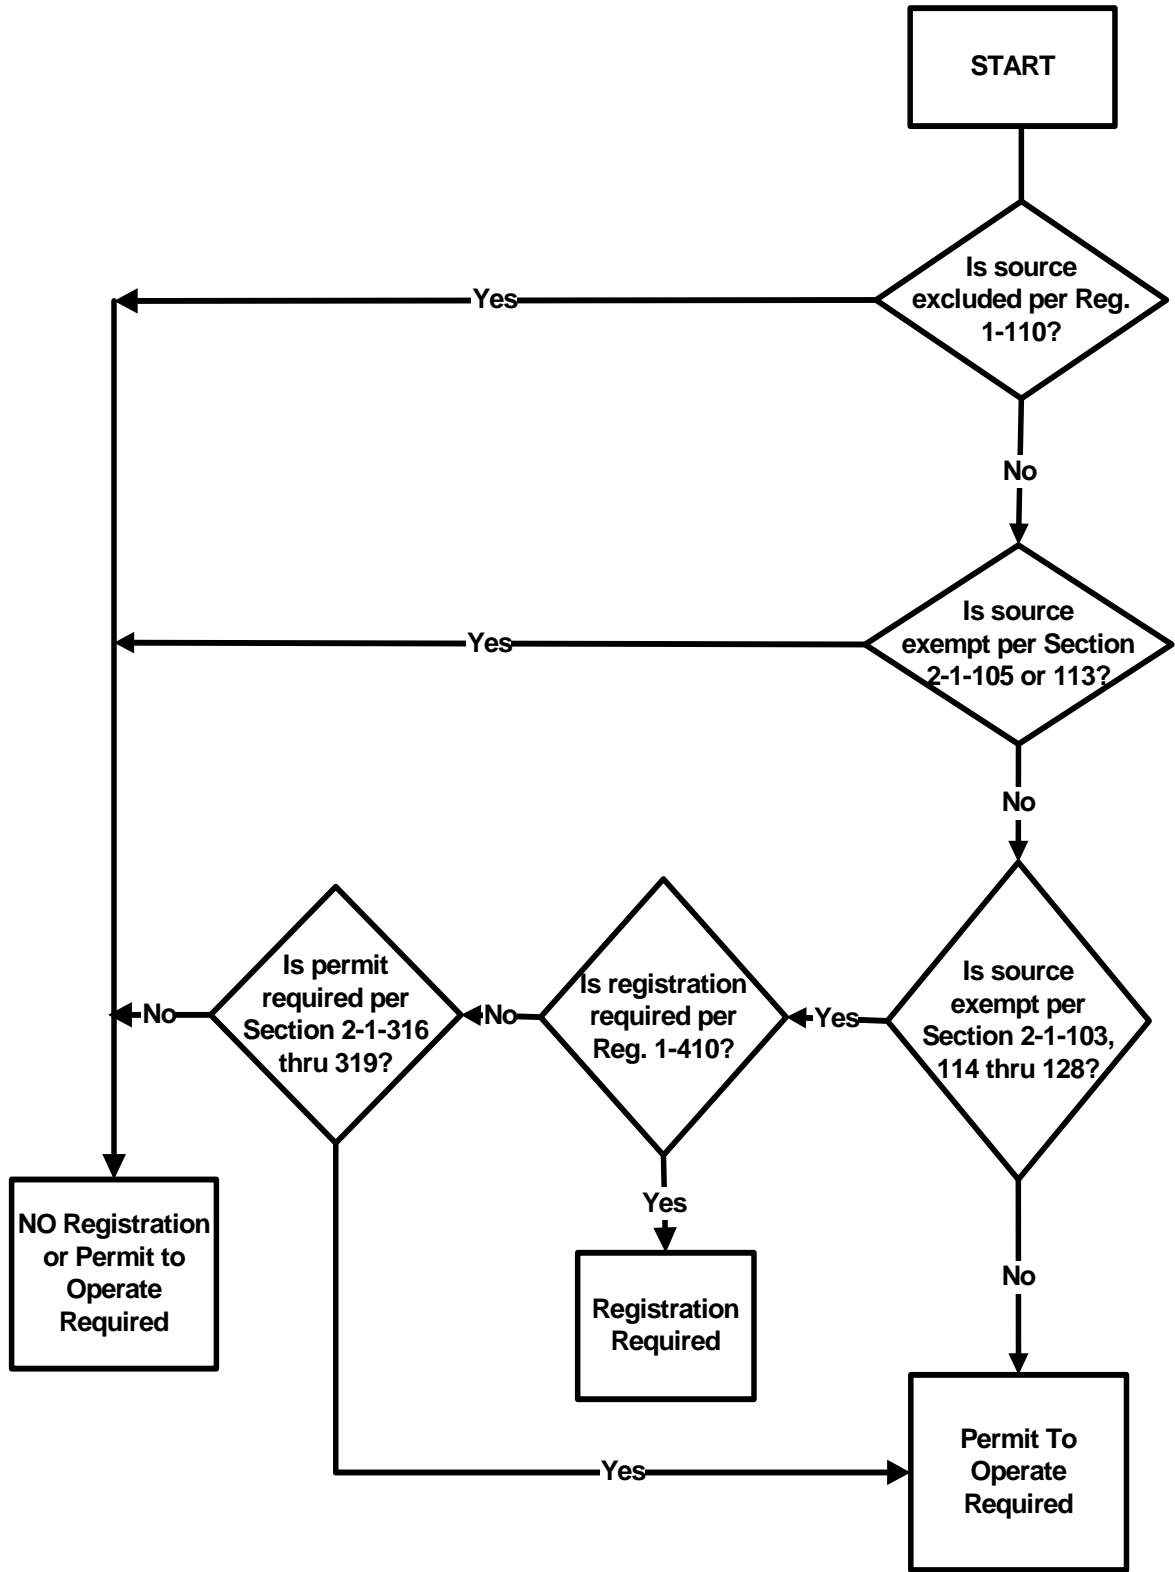 START
Is source
excluded per Reg.
1-110?
Yes
No
Is source
exempt per Section
2-1-105 or 113?
Yes
No
Is source
exempt per
Section 2-1-103,
114 thru 128?
Yes
Is registration
required per
Reg. 1-410?
No
Is permit
required per
Section 2-1-316
thru 319?
No
NO Registration
or Permit to
Operate
Required
Yes
Registration
Required
No
Yes
Permit To
Operate
Required